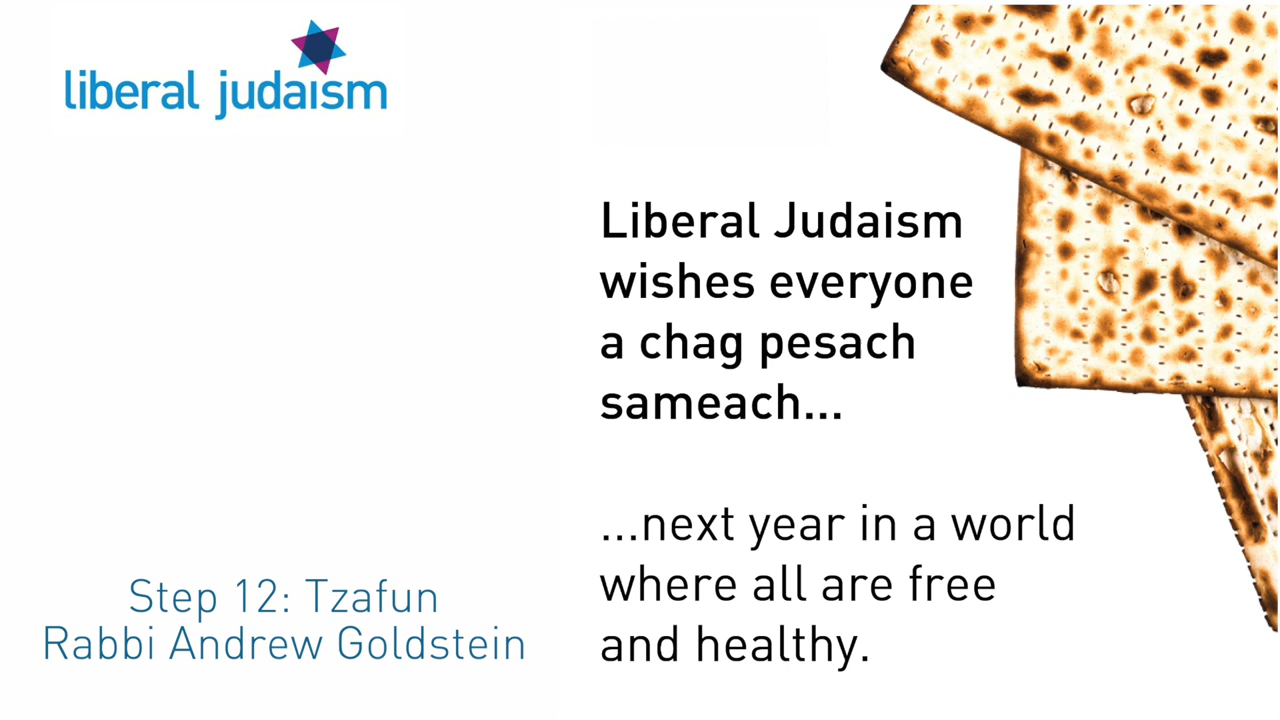 liberal judaism
Liberal Judaism
wishes everyone
a chag pesach
sameach...
...next year in a world
where all are free
and healthy.
Step 12: Tzafun
Rabbi Andrew Goldstein